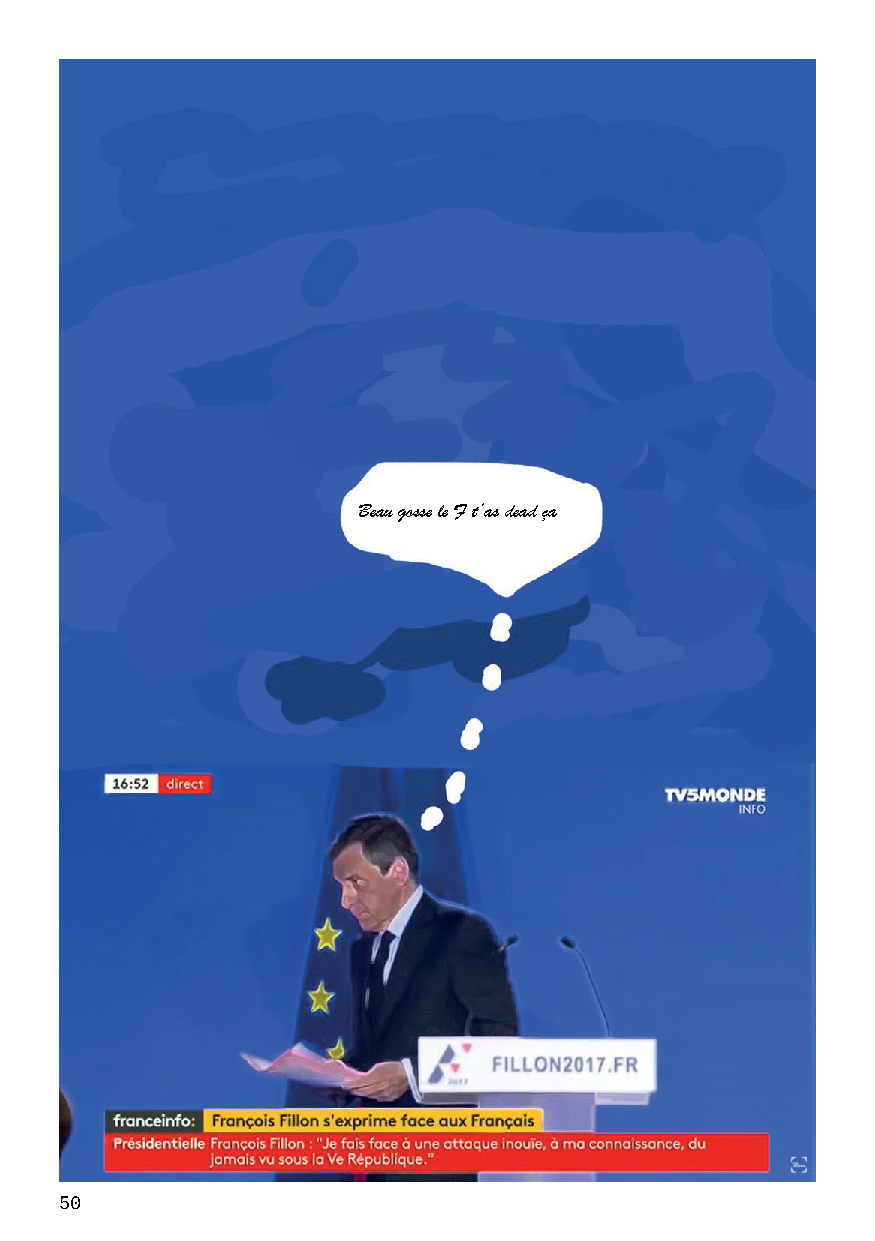 Beau gosse le F t'as dead ça
16:52 direct
TV5MONDE
INFO
FILLON2017.FR
2017
franceinfo: François Fillon s'exprime face aux Français
Présidentielle François Fillon : "Je fais face à une attaque inouïe, à ma connaissance, du
jamais vu sous la Ve République."
50